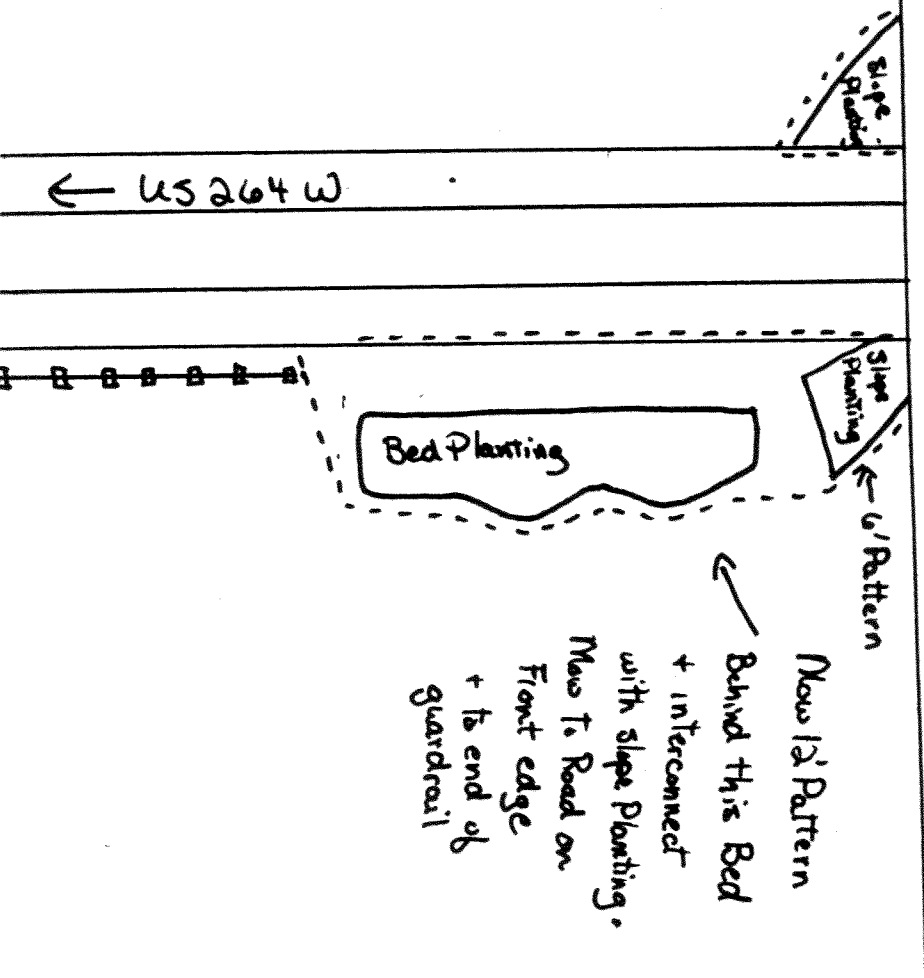 Slope
Planting
← US 264 W
Slope
Planting
Bed Planting
← 6' Pattern
Mow 12' Pattern
Behind this Bed
+ interconnect
with slope Planting.
Mow to Road on
Front edge
+ to end of
guardrail